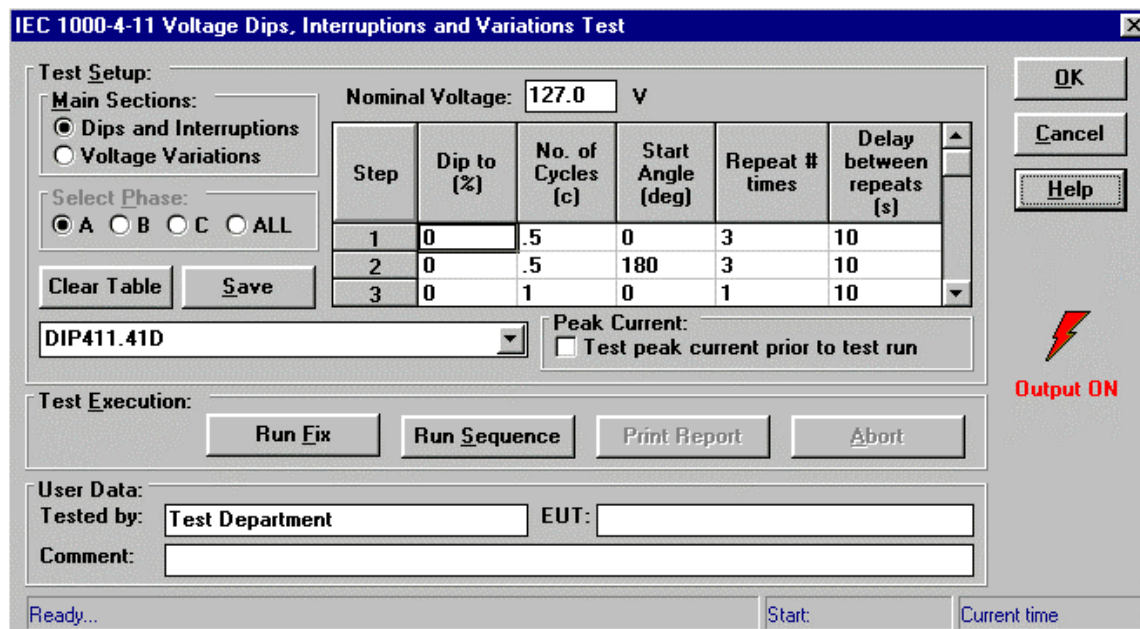 IEC 1000-4-11 Voltage Dips, Interruptions and Variations Test
Test Setup:
Main Sections:
Dips and Interruptions
Voltage Variations
Select Phase:
A B C ALL
Clear Table Save
DIP411.41D
Nominal Voltage: 127.0 V
Step Dip to (%) No. of Cycles (c) Start Angle (deg) Repeat # times Delay between repeats (s)
1 0 .5 0 3 10
2 0 .5 180 3 10
3 0 1 0 1 10
Peak Current:
Test peak current prior to test run
OK
Cancel
Help
Output ON
Test Execution:
Run Fix Run Sequence Print Report Abort
User Data:
Tested by: Test Department EUT:
Comment:
Ready... Start: Current time